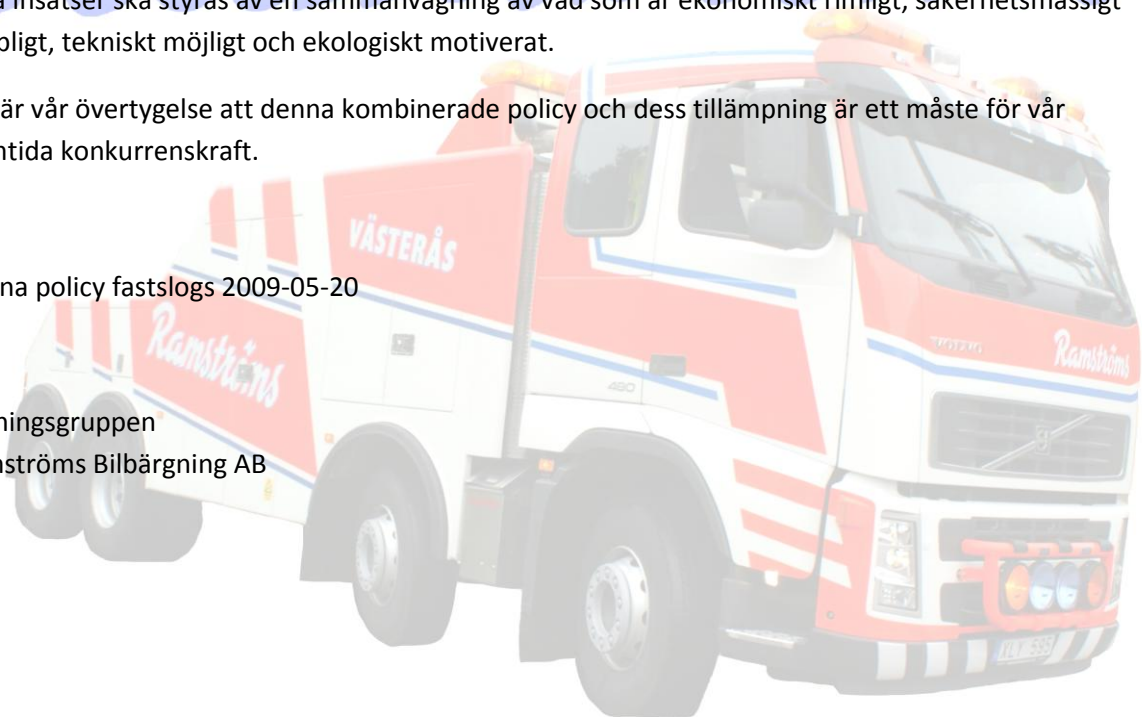 insatser ska styras av en sammanvägning av vad som är ekonomiskt rimligt, säkerhetsmässigt
pligt, tekniskt möjligt och ekologiskt motiverat.
är vår övertygelse att denna kombinerade policy och dess tillämpning är ett måste för vår
ntida konkurrenskraft.
VÄSTERÅS
na policy fastslogs 2009-05-20
Ramströms
Ramströms
480
ningsgruppen
nströms Bilbärgning AB